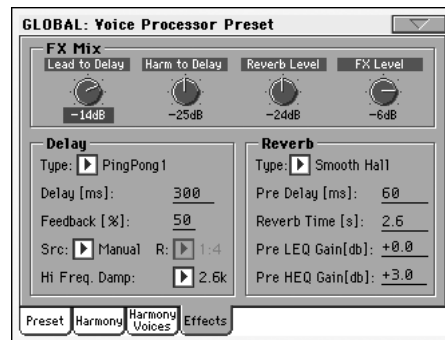 GLOBAL: Voice Processor Preset
FX Mix
Lead to Delay Harm to Delay Reverb Level FX Level
-14dB -25dB -24dB -6dB
Delay
Type: PingPong1
Delay [ms]: 300
Feedback [%]: 50
Src: Manual R: 1:4
Hi Freq. Damp: 2.6k
Reverb
Type: Smooth Hall
Pre Delay [ms]: 60
Reverb Time [s]: 2.6
Pre LEQ Gain[db]: +0.0
Pre HEQ Gain[db]: +3.0
Preset Harmony Harmony Voices Effects